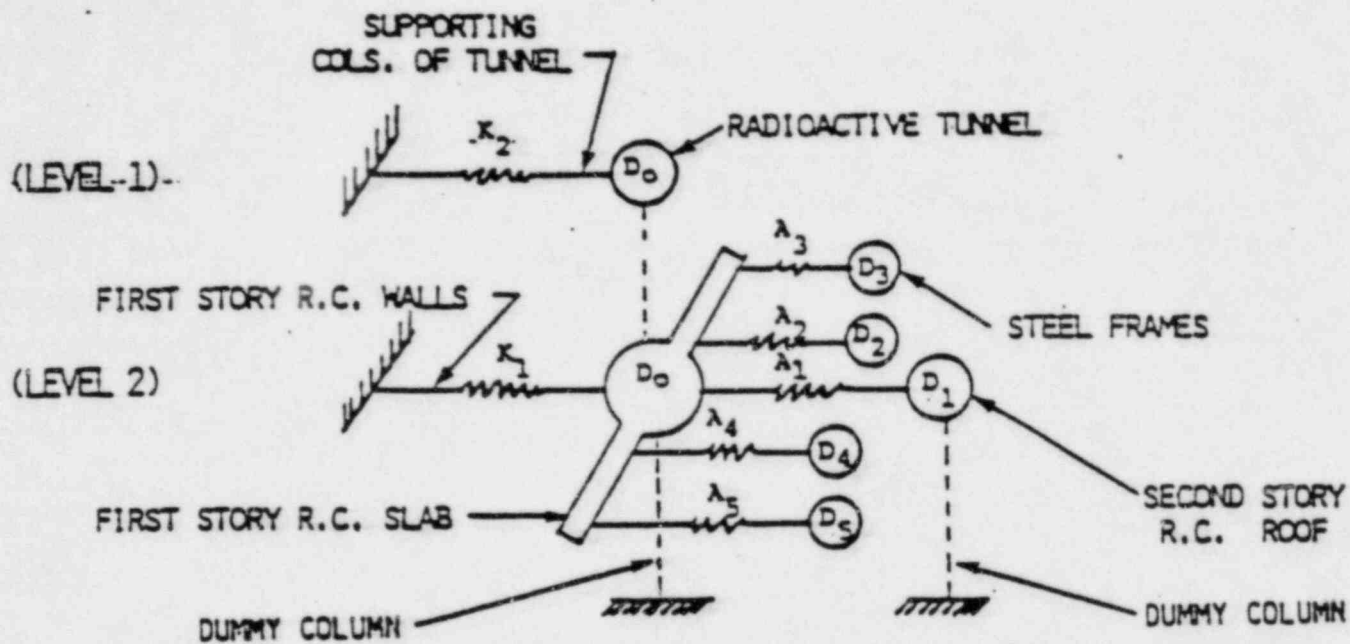 SUPPORTING
COLS. OF TUNNEL
K2
D0
RADIOACTIVE TUNNEL
(LEVEL-1)-
λ3
D3
FIRST STORY R.C. WALLS
STEEL FRAMES
λ2
D2
K1
D0
λ1
D1
(LEVEL 2)
λ4
D4
λ5
D5
FIRST STORY R.C. SLAB
SECOND STORY
R.C. ROOF
DUMMY COLUMN
DUMMY COLUMN